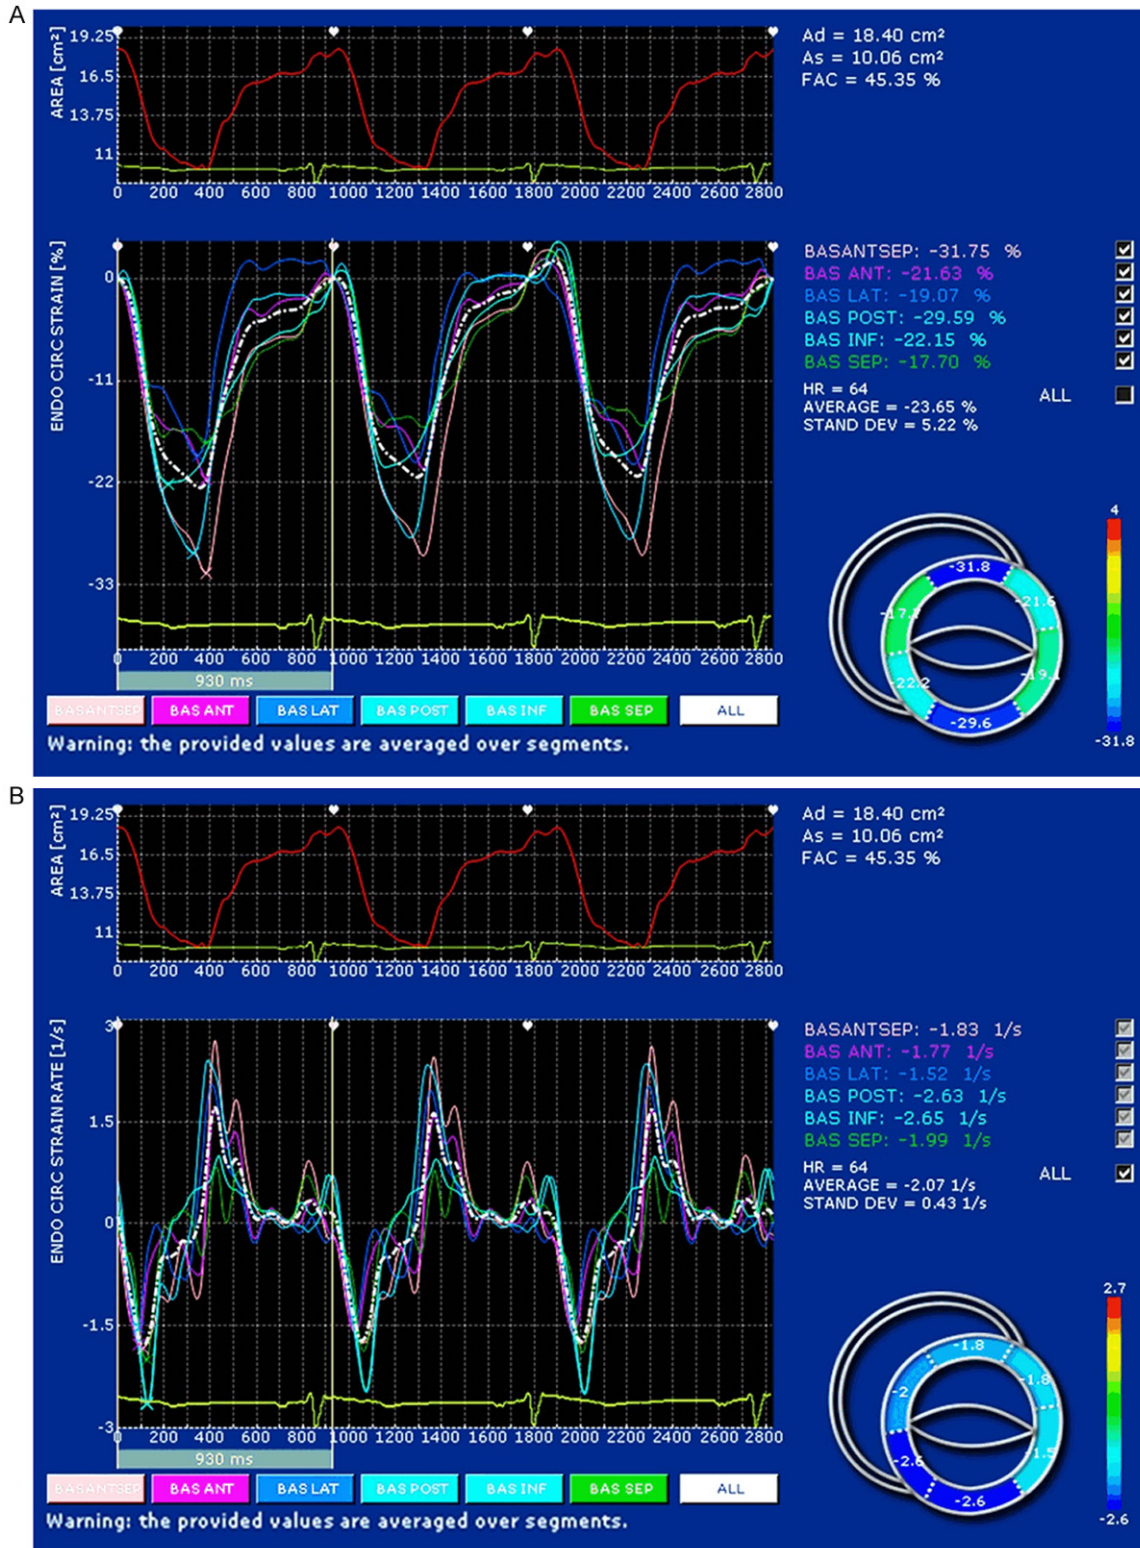 A
AREA [cm²]
19.25
16.5
13.75
11
0 200 400 600 800 1000 1200 1400 1600 1800 2000 2200 2400 2600 2800
Ad = 18.40 cm²
As = 10.06 cm²
FAC = 45.35 %
ENDO CIRC STRAIN [%]
0
-11
-22
-33
0 200 400 600 800 1000 1200 1400 1600 1800 2000 2200 2400 2600 2800
930 ms
BASANTSEP: -31.75 %
BAS ANT: -21.63 %
BAS LAT: -19.07 %
BAS POST: -29.59 %
BAS INF: -22.15 %
BAS SEP: -17.70 %
HR = 64
AVERAGE = -23.65 %
STAND DEV = 5.22 %
ALL
4
-31.8
-17.7
-21.6
-22.2
-19.1
-29.6
-31.8
BASANTSEP BAS ANT BAS LAT BAS POST BAS INF BAS SEP ALL
Warning: the provided values are averaged over segments.
B
AREA [cm²]
19.25
16.5
13.75
11
0 200 400 600 800 1000 1200 1400 1600 1800 2000 2200 2400 2600 2800
Ad = 18.40 cm²
As = 10.06 cm²
FAC = 45.35 %
ENDO CIRC STRAIN RATE [1/s]
3
1.5
0
-1.5
-3
0 200 400 600 800 1000 1200 1400 1600 1800 2000 2200 2400 2600 2800
930 ms
BASANTSEP: -1.83 1/s
BAS ANT: -1.77 1/s
BAS LAT: -1.52 1/s
BAS POST: -2.63 1/s
BAS INF: -2.65 1/s
BAS SEP: -1.99 1/s
HR = 64
AVERAGE = -2.07 1/s
STAND DEV = 0.43 1/s
ALL
2.7
-1.8
-1.8
-2
-2.6
-1.5
-2.6
-2.6
BASANTSEP BAS ANT BAS LAT BAS POST BAS INF BAS SEP ALL
Warning: the provided values are averaged over segments.